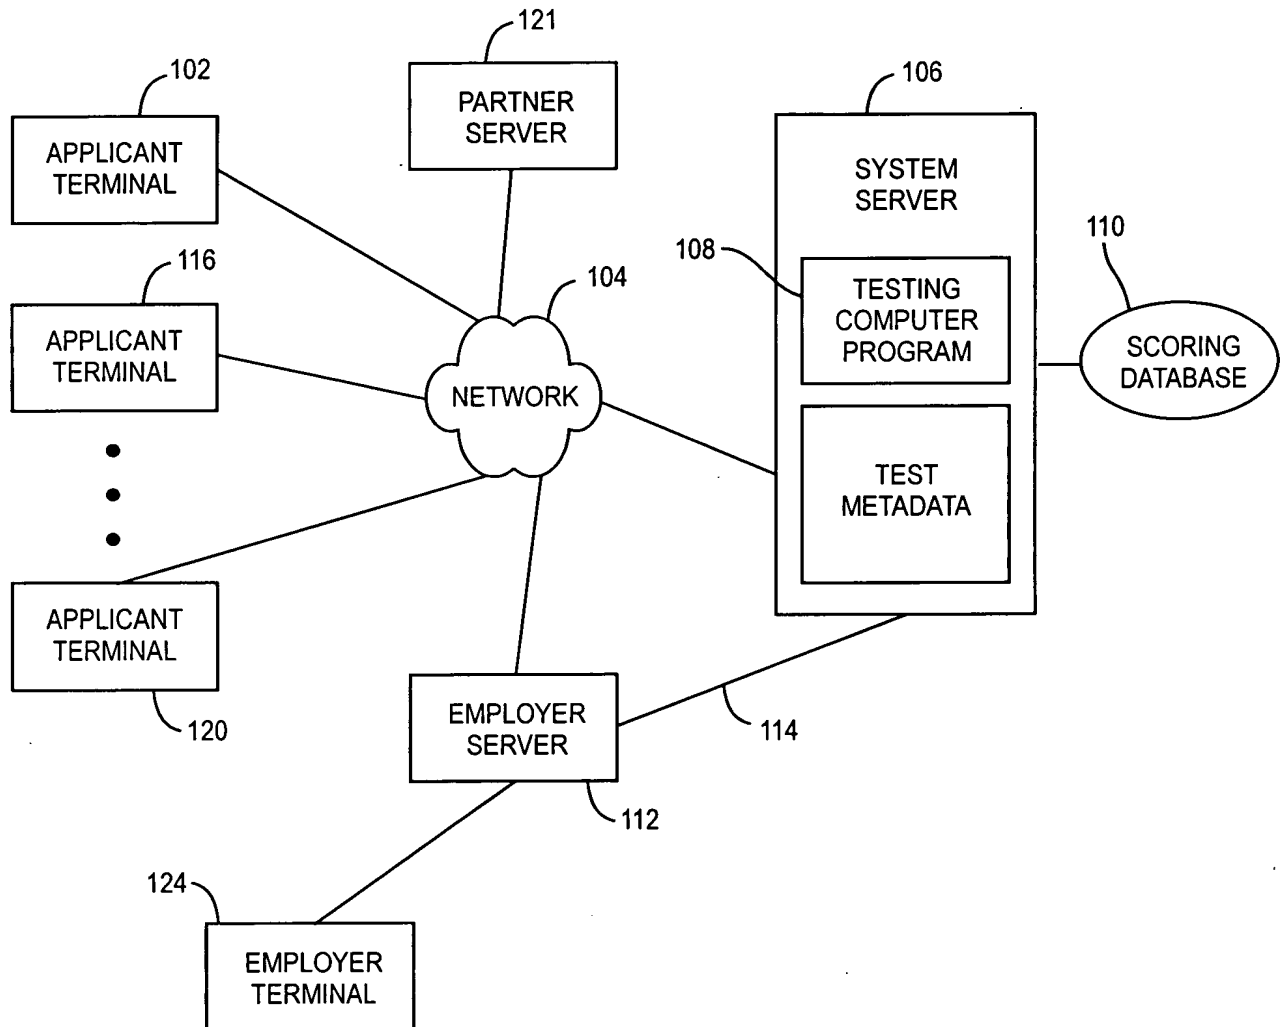 121
102
106
PARTNER
SERVER
APPLICANT
TERMINAL
SYSTEM
SERVER
110
108
116
104
TESTING
COMPUTER
PROGRAM
APPLICANT
TERMINAL
SCORING
DATABASE
NETWORK
TEST
METADATA
APPLICANT
TERMINAL
EMPLOYER
SERVER
120
114
112
124
EMPLOYER
TERMINAL